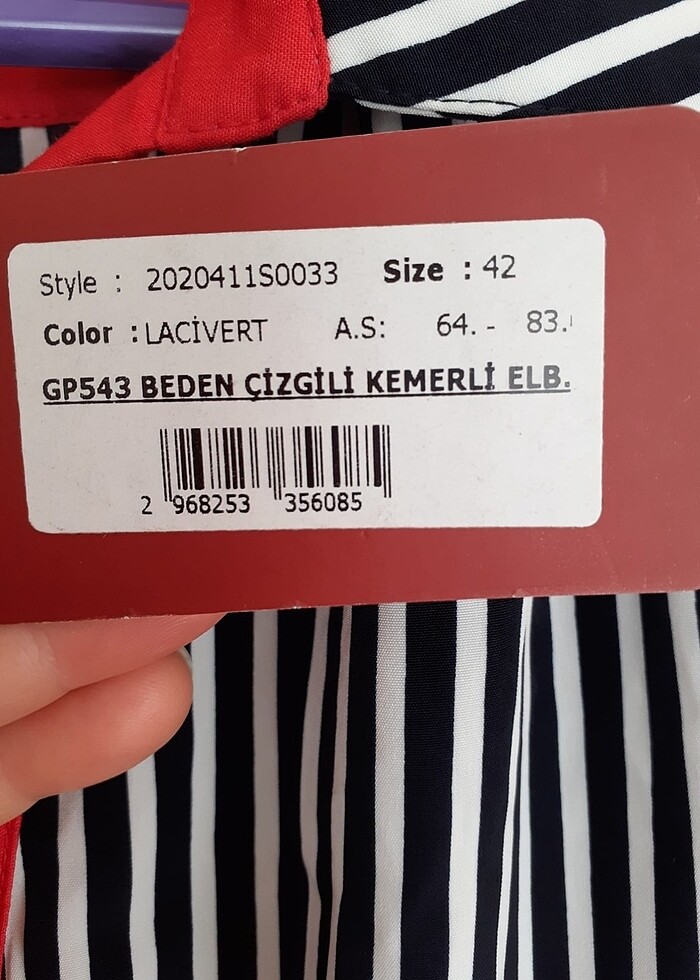 Style : 2020411S0033 Size : 42
Color : LACİVERT A.S: 64. - 83.
GP543 BEDEN ÇİZGİLİ KEMERLİ ELB.
2 968253 356085